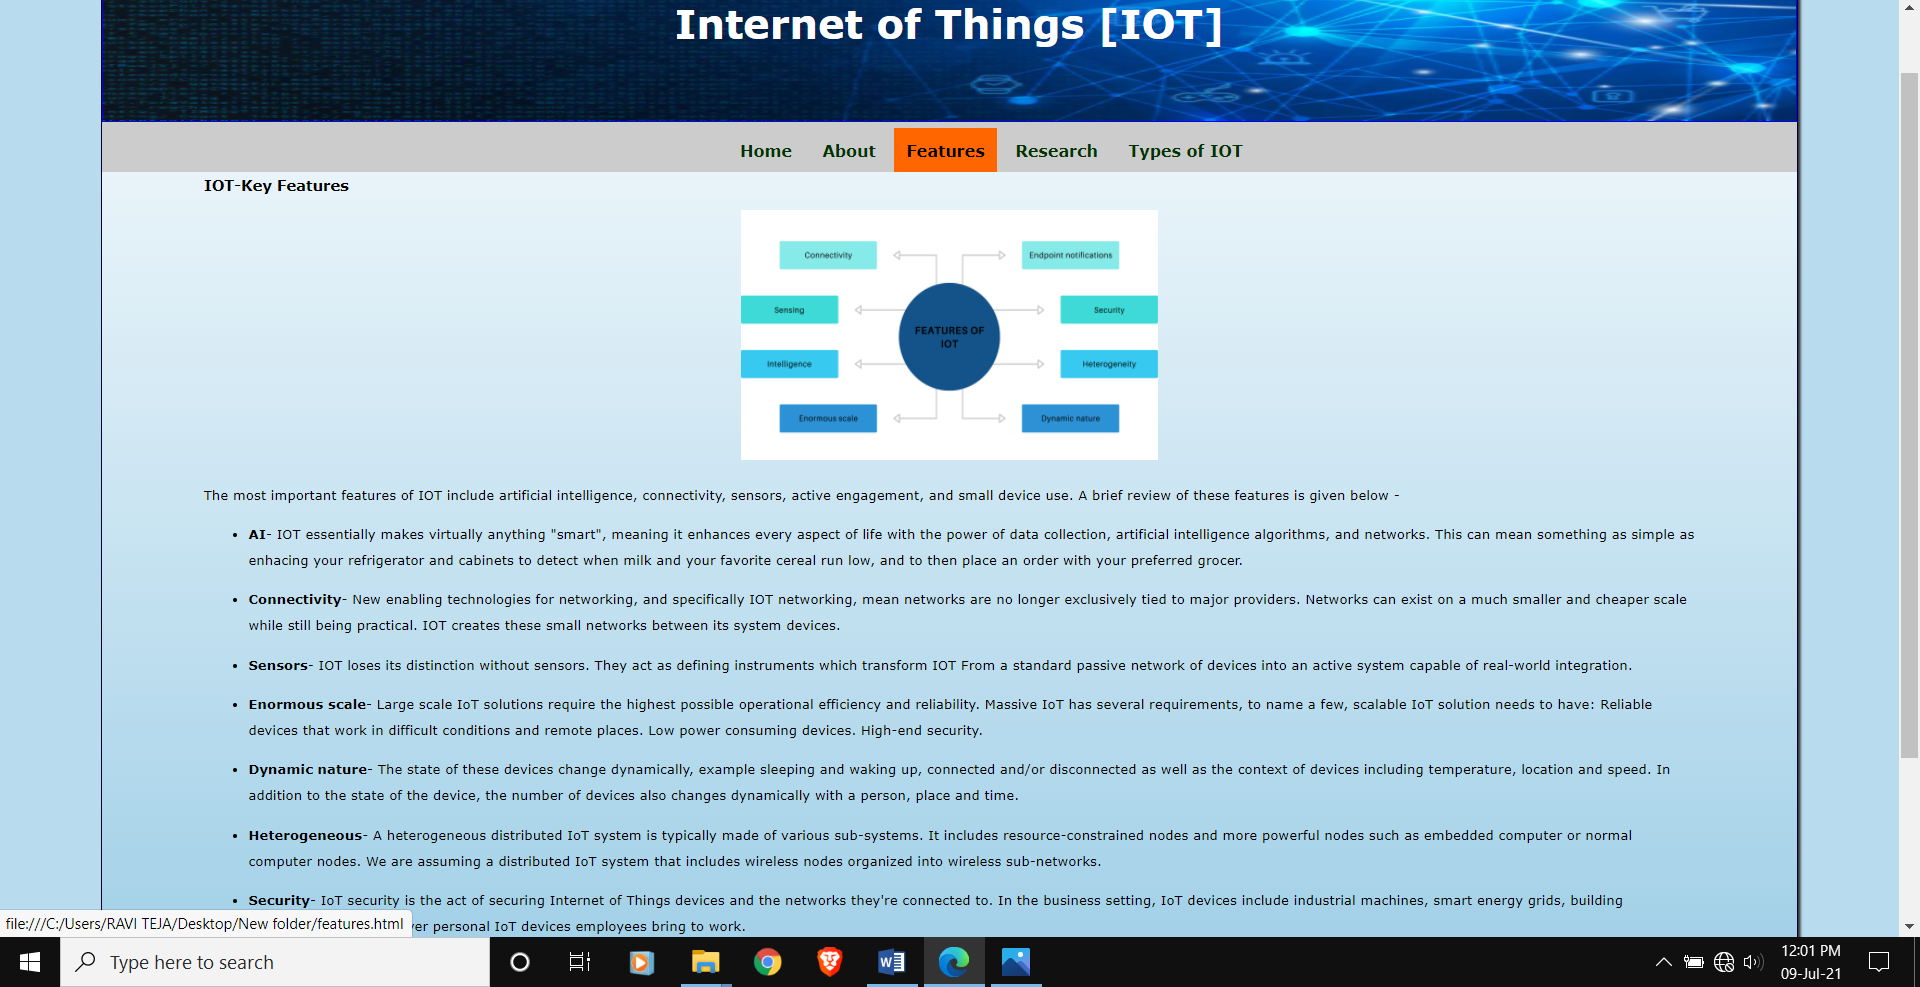 Internet of Things [IOT]
Home About Features Research Types of IOT
IOT-Key Features
Connectivity
Endpoint notifications
Sensing
Security
FEATURES OF
IOT
Intelligence
Heterogeneity
Enormous scale
Dynamic nature
The most important features of IOT include artificial intelligence, connectivity, sensors, active engagement, and small device use. A brief review of these features is given below -
• AI- IOT essentially makes virtually anything "smart", meaning it enhances every aspect of life with the power of data collection, artificial intelligence algorithms, and networks. This can mean something as simple as
enhacing your refrigerator and cabinets to detect when milk and your favorite cereal run low, and to then place an order with your preferred grocer.
• Connectivity- New enabling technologies for networking, and specifically IOT networking, mean networks are no longer exclusively tied to major providers. Networks can exist on a much smaller and cheaper scale
while still being practical. IOT creates these small networks between its system devices.
• Sensors- IOT loses its distinction without sensors. They act as defining instruments which transform IOT From a standard passive network of devices into an active system capable of real-world integration.
• Enormous scale- Large scale IoT solutions require the highest possible operational efficiency and reliability. Massive IoT has several requirements, to name a few, scalable IoT solution needs to have: Reliable
devices that work in difficult conditions and remote places. Low power consuming devices. High-end security.
• Dynamic nature- The state of these devices change dynamically, example sleeping and waking up, connected and/or disconnected as well as the context of devices including temperature, location and speed. In
addition to the state of the device, the number of devices also changes dynamically with a person, place and time.
• Heterogeneous- A heterogeneous distributed IoT system is typically made of various sub-systems. It includes resource-constrained nodes and more powerful nodes such as embedded computer or normal
computer nodes. We are assuming a distributed IoT system that includes wireless nodes organized into wireless sub-networks.
• Security- IoT security is the act of securing Internet of Things devices and the networks they're connected to. In the business setting, IoT devices include industrial machines, smart energy grids, building
personal IoT devices employees bring to work.
file:///C:/Users/RAVI TEJA/Desktop/New folder/features.html
Type here to search
12:01 PM
09-Jul-21